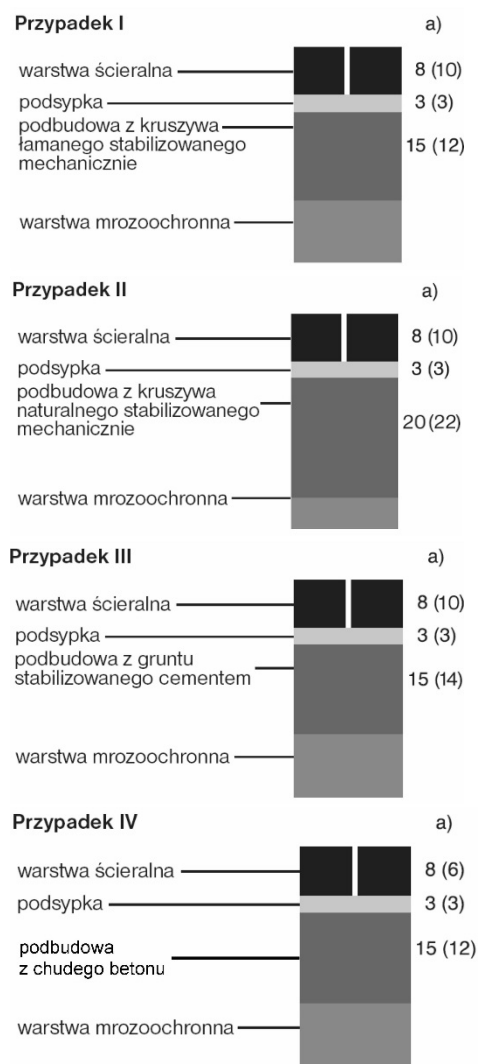 Przypadek I a)
warstwa ścieralna 8 (10)
podsypka 3 (3)
podbudowa z kruszywa
łamanego stabilizowanego 15 (12)
mechanicznie
warstwa mrozoochronna
Przypadek II a)
warstwa ścieralna 8 (10)
podsypka 3 (3)
podbudowa z kruszywa
naturalnego stabilizowanego
mechanicznie 20 (22)
warstwa mrozoochronna
Przypadek III a)
warstwa ścieralna 8 (10)
podsypka 3 (3)
podbudowa z gruntu
stabilizowanego cementem 15 (14)
warstwa mrozoochronna
Przypadek IV a)
warstwa ścieralna 8 (6)
podsypka 3 (3)
podbudowa 15 (12)
z chudego betonu
warstwa mrozoochronna